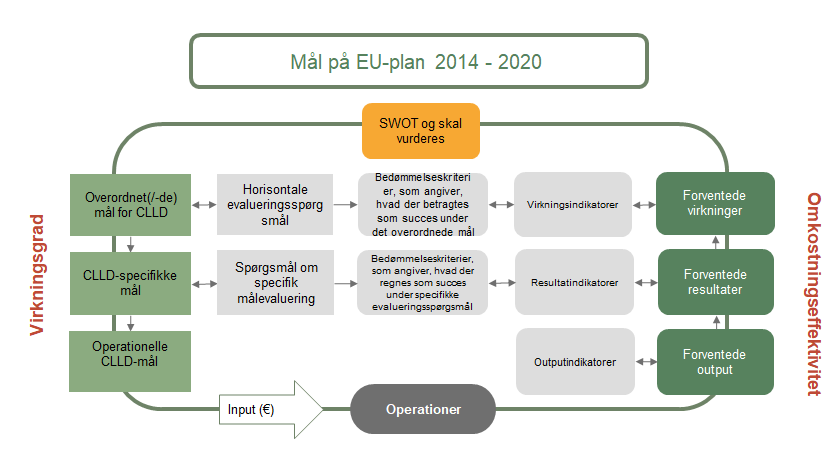 Mål på EU-plan 2014 - 2020
SWOT og skal
vurderes
Virkningsgrad
Overordnet(/-de)
mål for CLLD
Horisontale
evalueringsspørg
smål
Bedømmelseskriteri
er, som angiver,
hvad der betragtes
som succes under
det overordnede mål
Virkningsindikatorer
Forventede
virkninger
CLLD-specifikke
mål
Spørgsmål om
specifik
målevaluering
Bedømmelseskriterier,
som angiver, hvad der
regnes som succes
under specifikke
evalueringsspørgsmål
Resultatindikatorer
Forventede
resultater
Operationelle
CLLD-mål
Outputindikatorer
Forventede
output
Omkostningseffektivitet
Input (€)
Operationer